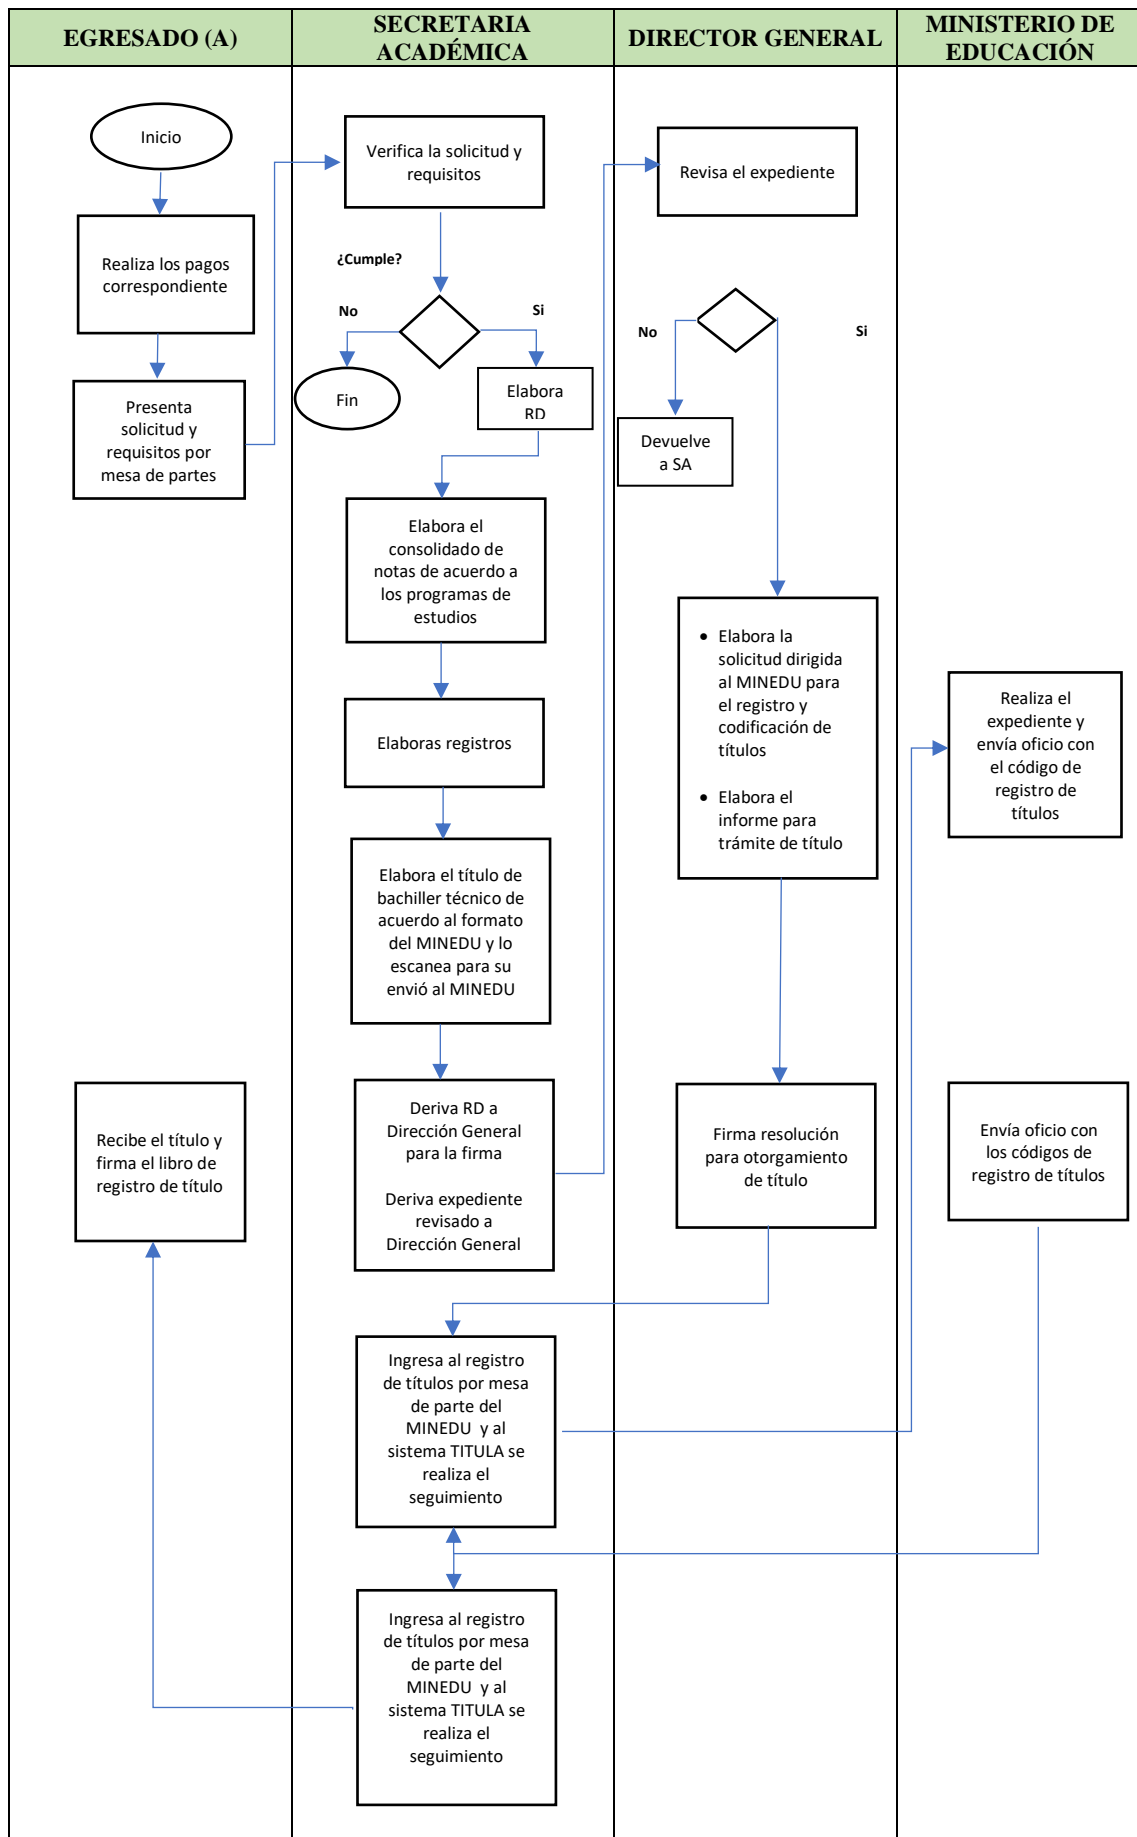 EGRESADO (A)
SECRETARIA
ACADÉMICA
DIRECTOR GENERAL
MINISTERIO DE
EDUCACIÓN
Inicio
Realiza los pagos
correspondiente
Presenta
solicitud y
requisitos por
mesa de partes
Verifica la solicitud y
requisitos
¿Cumple?
No
Si
Fin
Elabora
RD
Elabora el
consolidado de
notas de acuerdo a
los programas de
estudios
Elaboras registros
Elabora el título de
bachiller técnico de
acuerdo al formato
del MINEDU y lo
escanea para su
envió al MINEDU
Deriva RD a
Dirección General
para la firma
Deriva expediente
revisado a
Dirección General
Revisa el expediente
No
Si
Devuelve
a SA
• Elabora la
solicitud dirigida
al MINEDU para
el registro y
codificación de
títulos
• Elabora el
informe para
trámite de título
Firma resolución
para otorgamiento
de título
Ingresa al registro
de títulos por mesa
de parte del
MINEDU y al
sistema TITULA se
realiza el
seguimiento
Realiza el
expediente y
envía oficio con
el código de
registro de
títulos
Envía oficio con
los códigos de
registro de títulos
Ingresa al registro
de títulos por mesa
de parte del
MINEDU y al
sistema TITULA se
realiza el
seguimiento
Recibe el título y
firma el libro de
registro de título